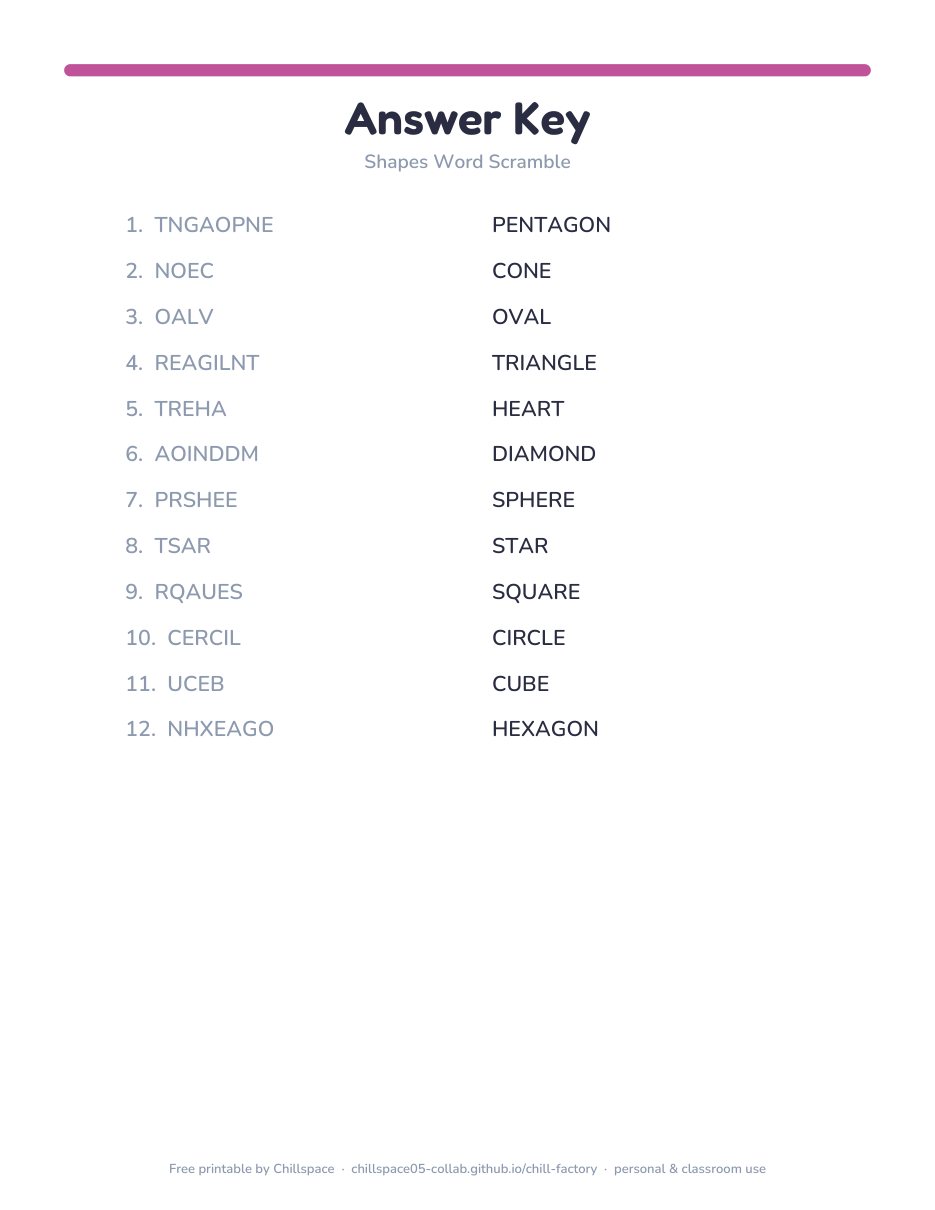 Answer Key
Shapes Word Scramble
1. TNGAOPNE PENTAGON
2. NOEC CONE
3. OALV OVAL
4. REAGILNT TRIANGLE
5. TREHA HEART
6. AOINDDM DIAMOND
7. PRSHEE SPHERE
8. TSAR STAR
9. RQAUES SQUARE
10. CERCIL CIRCLE
11. UCEB CUBE
12. NHXEAGO HEXAGON
Free printable by Chillspace · chillspace05-collab.github.io/chill-factory · personal & classroom use